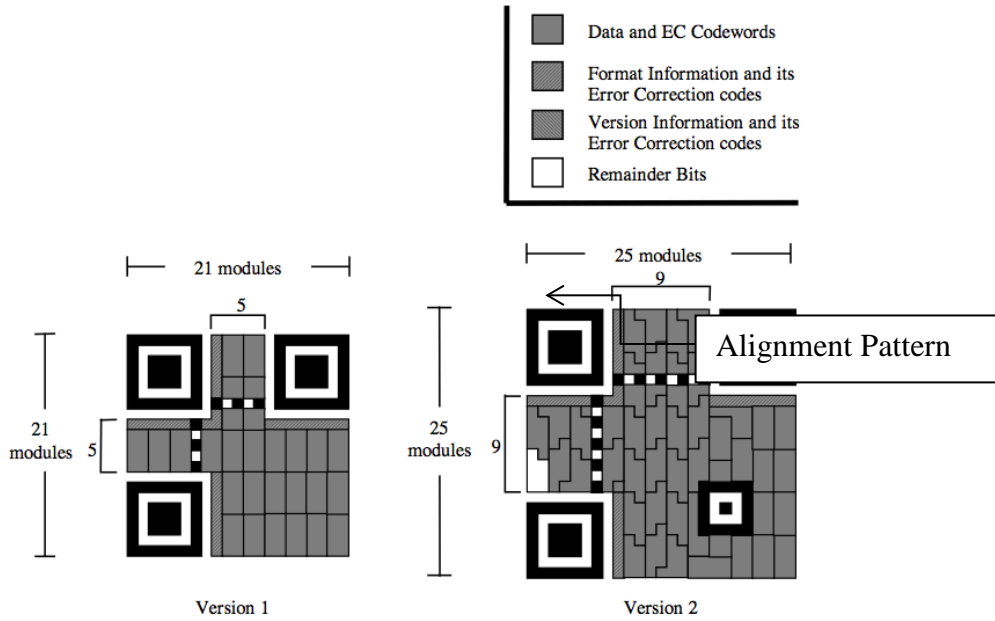 Data and EC Codewords
Format Information and its
Error Correction codes
Version Information and its
Error Correction codes
Remainder Bits
21 modules
5
21
modules
5
Version 1
25 modules
9
Alignment Pattern
25
modules
9
Version 2